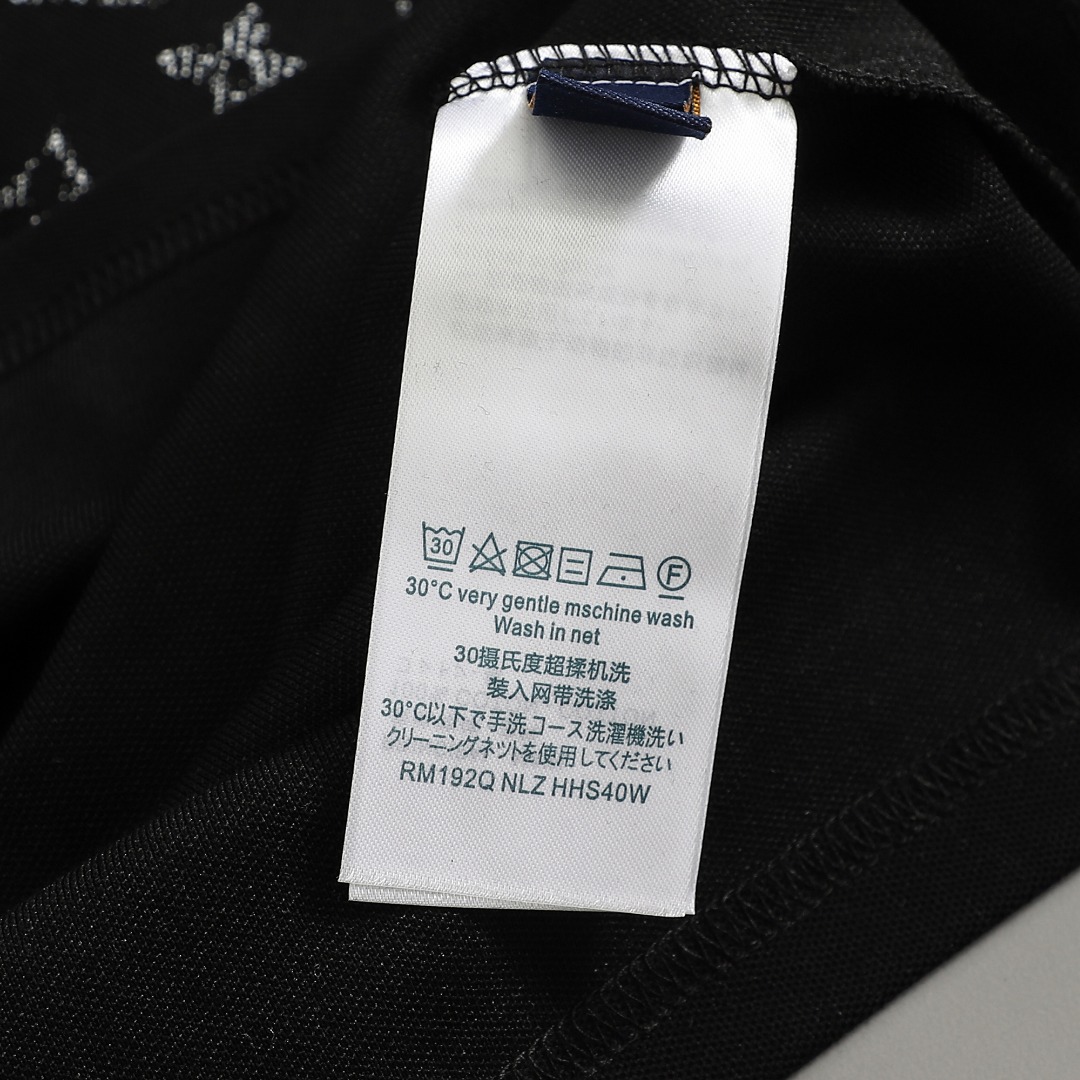 30
F
30°C very gentle mschine wash
Wash in net
30摄氏度超揉机洗
装入网带洗涤
30°C以下で手洗コース洗濯機洗い
クリーニングネットを使用してください
RM192Q NLZ HHS40W